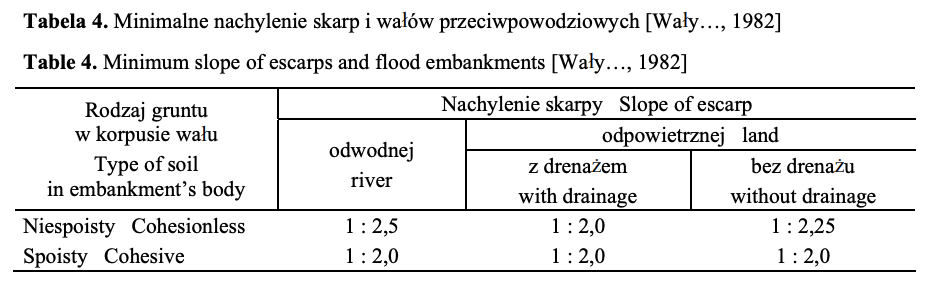 Tabela 4. Minimalne nachylenie skarp i wałów przeciwpowodziowych [Wały…, 1982]
Table 4. Minimum slope of escarps and flood embankments [Wały…, 1982]
Rodzaj gruntu
w korpusie wału
Type of soil
in embankment’s body
Nachylenie skarpy Slope of escarp
odwodnej
river
odpowietrznej land
z drenażem
with drainage
bez drenażu
without drainage
Niespoisty Cohesionless 1 : 2,5 1 : 2,0 1 : 2,25
Spoisty Cohesive 1 : 2,0 1 : 2,0 1 : 2,0